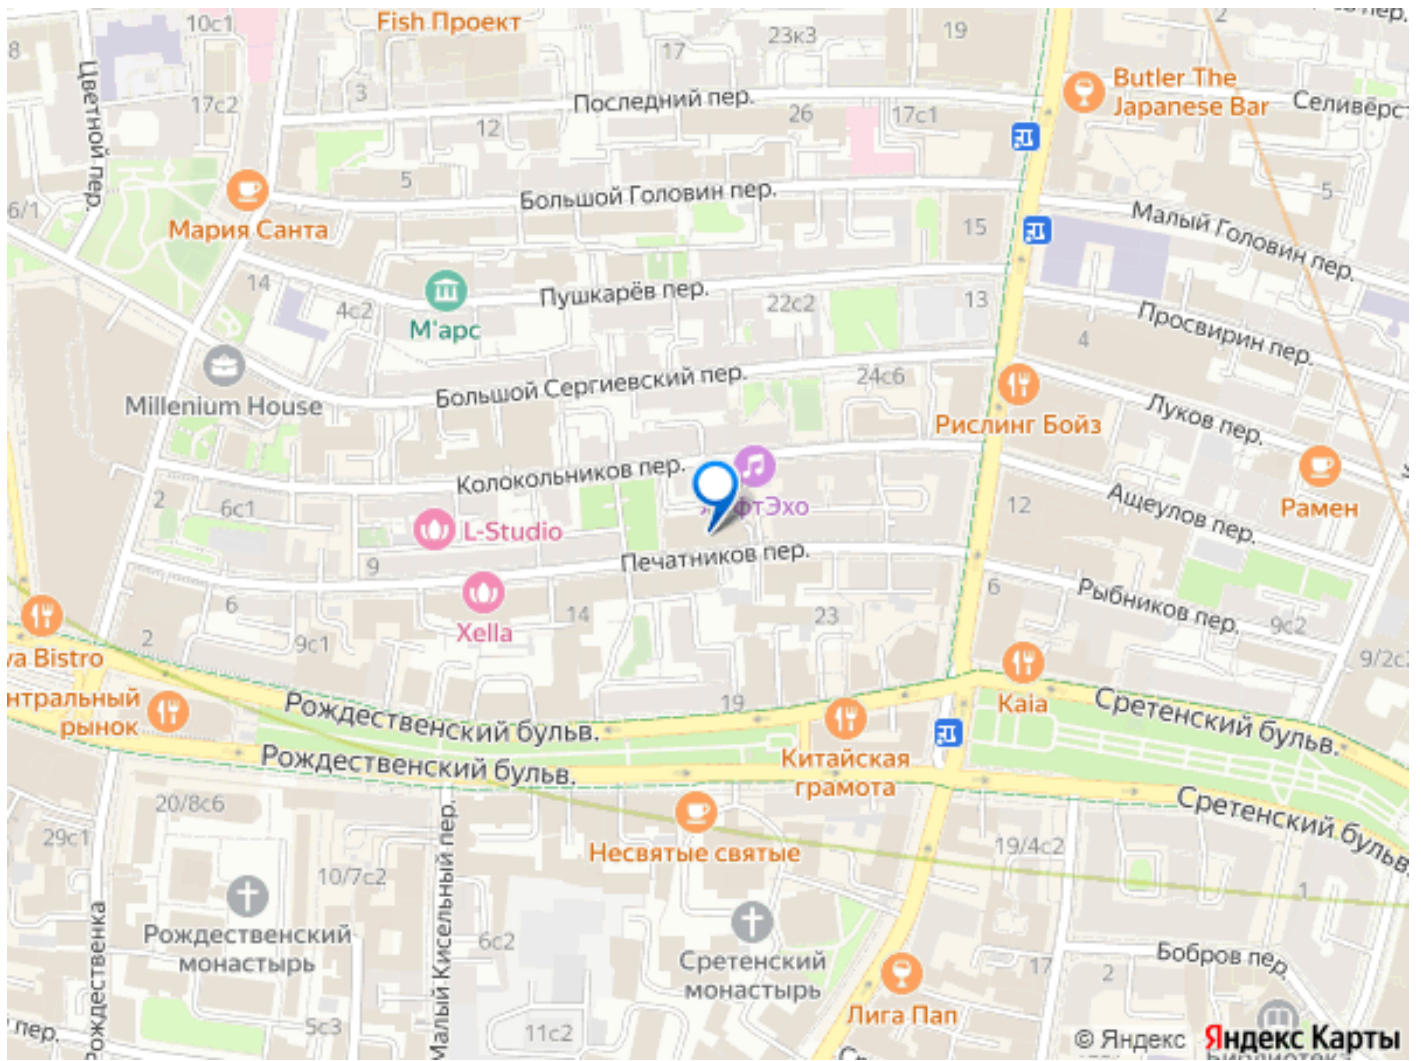 10с1
Fish Проект
23к3
19
2
пер.
8
17
Цветной пер.
17с2
3
Последний пер.
26
17с1
Butler The
Japanese Bar
12
5
Большой Головин пер.
5
6/1
Мария Санта
15
Малый Головин пер.
14
4с2
М'арс
Пушкарёв пер.
22с2
13
Просвирин пер.
4
Millenium House
Большой Сергиевский пер.
24с6
Рислинг Бойз
Луков пер.
2
6с1
Колокольников пер.
12
Ащеулов пер.
Рамен
L-Studio
9
Печатников пер.
6
Рыбников пер.
9с2
6
Xella
14
23
2
9с1
9/2с2
Bistro
рынок
Рождественский бульв.
19
Kaia
Сретенский бульв.
Рождественский бульв.
Китайская
грамота
20/8с6
29с1
Малый Кисельный пер.
Несвятые святые
19/4с2
Сретенский бульв.
10/7с2
1
Рождественский
монастырь
Рождественка
6с2
Сретенский
монастырь
17
2
Бобров пер.
Лига Пап
пер.
5с3
11с2
© Яндекс
Яндекс Карты